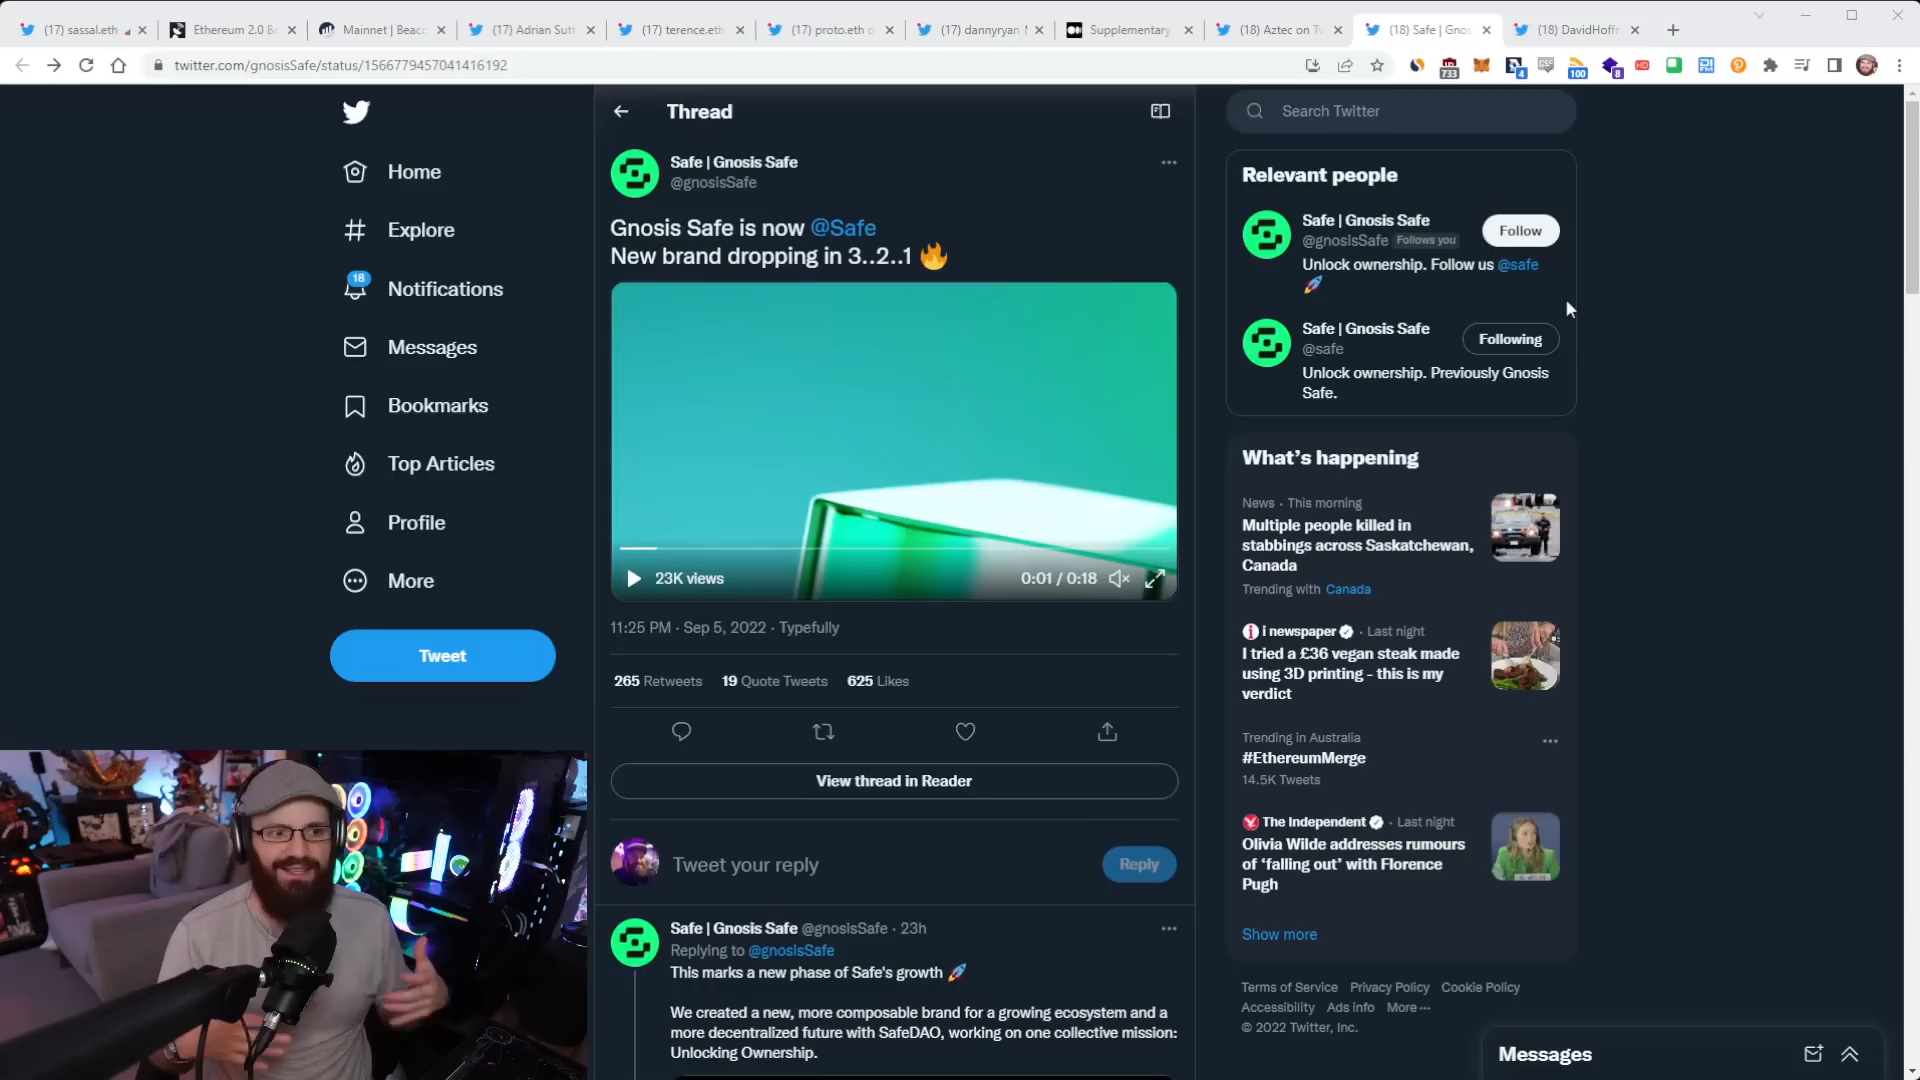 (17) sassal.eth
Ethereum 2.0 B
Mainnet | Beac
(17) Adrian Sutt
(17) terence.eth
(17) proto.eth o
(17) dannyryan
Supplementary
(18) Aztec on Tw
(18) Safe | Gnos
(18) DavidHoffm
twitter.com/gnosisSafe/status/1566779457041416192
733
4
100
8
HD
Home
Explore
18
Notifications
Messages
Bookmarks
Top Articles
Profile
More
Tweet
Thread
Safe | Gnosis Safe
@gnosisSafe
Gnosis Safe is now @Safe
New brand dropping in 3..2..1 🔥
23K views
0:01 / 0:18
11:25 PM · Sep 5, 2022 · Typefully
265 Retweets 19 Quote Tweets 625 Likes
View thread in Reader
Tweet your reply
Reply
Safe | Gnosis Safe @gnosisSafe · 23h
Replying to @gnosisSafe
This marks a new phase of Safe's growth 🚀
We created a new, more composable brand for a growing ecosystem and a
more decentralized future with SafeDAO, working on one collective mission:
Unlocking Ownership.
Search Twitter
Relevant people
Safe | Gnosis Safe
@gnosisSafe Follows you
Follow
Unlock ownership. Follow us @safe
🚀
Safe | Gnosis Safe
@safe
Following
Unlock ownership. Previously Gnosis
Safe.
What's happening
News · This morning
Multiple people killed in
stabbings across Saskatchewan,
Canada
Trending with Canada
i newspaper · Last night
I tried a £36 vegan steak made
using 3D printing - this is my
verdict
Trending in Australia
#EthereumMerge
14.5K Tweets
The Independent · Last night
Olivia Wilde addresses rumours
of ‘falling out’ with Florence
Pugh
Show more
Terms of Service Privacy Policy Cookie Policy
Accessibility Ads info More ···
© 2022 Twitter, Inc.
Messages